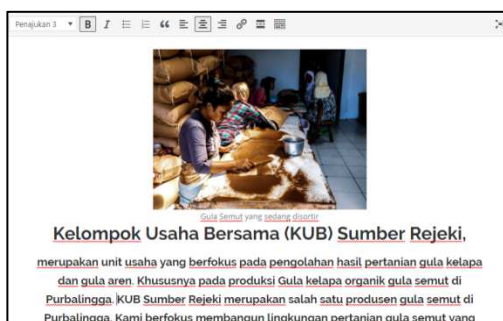 Penajukan 3
B I
Gula Semut yang sedang disortir
Kelompok Usaha Bersama (KUB) Sumber Rejeki,
merupakan unit usaha yang berfokus pada pengolahan hasil pertanian gula kelapa
dan gula aren. Khususnya pada produksi Gula kelapa organik gula semut di
Purbalingga. KUB Sumber Rejeki merupakan salah satu produsen gula semut di
Purbalingga. Kami berfokus membangun lingkungan pertanian gula semut yang